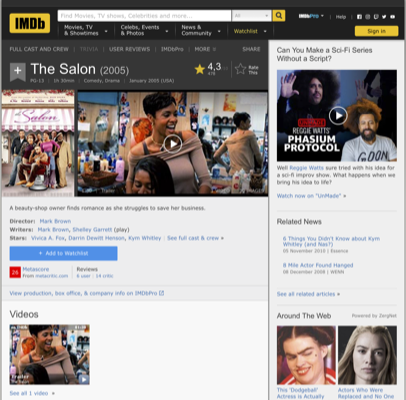 IMDb
Find Movies, TV shows, Celebrities and more...
All
IMDbPro
Help
Movies, TV
& Showtimes
Celebs, Events
& Photos
News &
Community
Watchlist
Sign in
FULL CAST AND CREW
TRIVIA
USER REVIEWS
IMDbPro
MORE
SHARE
The Salon (2005)
PG-13 | 1h 30min | Comedy, Drama | January 2005 (USA)
4,3
Rate
This
Trailer
A beauty-shop owner finds romance as she struggles to save her business.
Director: Mark Brown
Writers: Mark Brown, Shelley Garrett (play)
Stars: Vivica A. Fox, Darrin Dewitt Henson, Kym Whitley | See full cast & crew »
+ Add to Watchlist
26
Metascore
From metacritic.com
Reviews
6 user | 14 critic
View production, box office, & company info on IMDbPro
Videos
See all 1 video »
Can You Make a Sci-Fi Series
Without a Script?
REGGIE WATTS'
PHASIUM
PROTOCOL
Well Reggie Watts sure tried with his idea for
a sci-fi improv show. What happens when we
bring his idea to life?
Watch now on "UnMade" »
Related News
6 Things You Didn't Know about Kym
Whitley (and Nas?)
05 November 2010 | Essence
8 Mile Actor Found Hanged
08 December 2008 | WENN
See all related articles »
Around The Web
Powered by ZergNet
This 'Dodgeball'
Actress is Actually
Actors Who Were
Replaced and No One